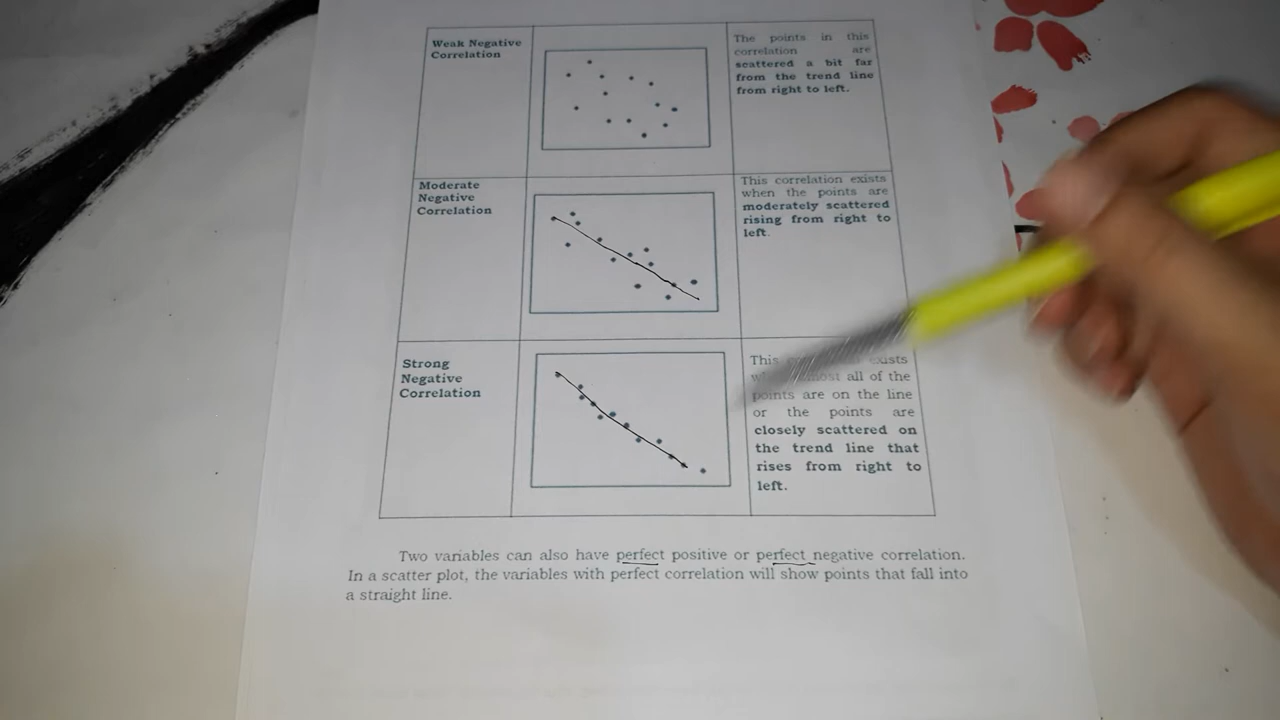 Weak Negative
Correlation
The points in this
correlation are
scattered a bit far
from the trend line
from right to left.
Moderate
Negative
Correlation
This correlation exists
when the points are
moderately scattered
rising from right to
left.
Strong
Negative
Correlation
This exists
all of the
points are on the line
or the points are
closely scattered on
the trend line that
rises from right to
left.
Two variables can also have perfect positive or perfect negative correlation.
In a scatter plot, the variables with perfect correlation will show points that fall into
a straight line.